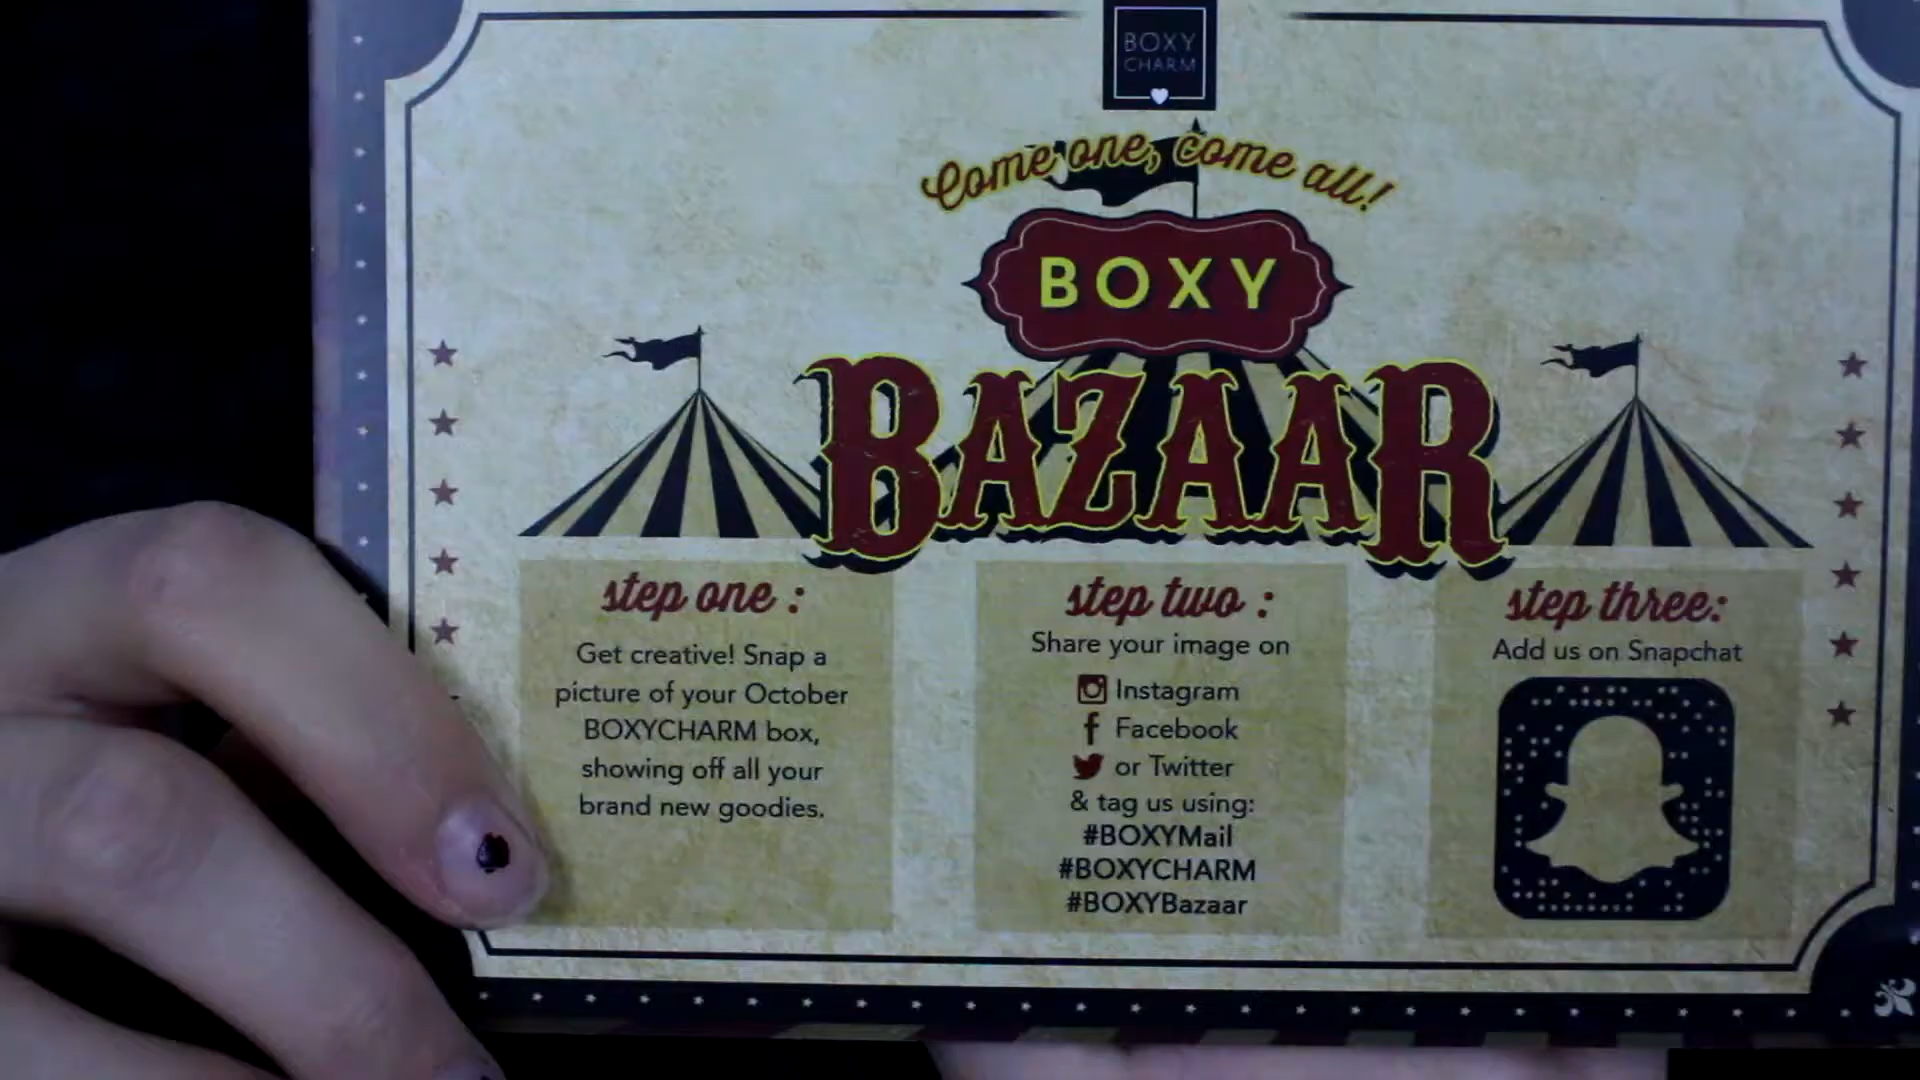 BOXY
CHARM
Come one, come all!
BOXY
BAZAAR
step one :
Get creative! Snap a
picture of your October
BOXYCHARM box,
showing off all your
brand new goodies.
step two :
Share your image on
Instagram
f Facebook
or Twitter
& tag us using:
#BOXYMail
#BOXYCHARM
#BOXYBazaar
step three:
Add us on Snapchat